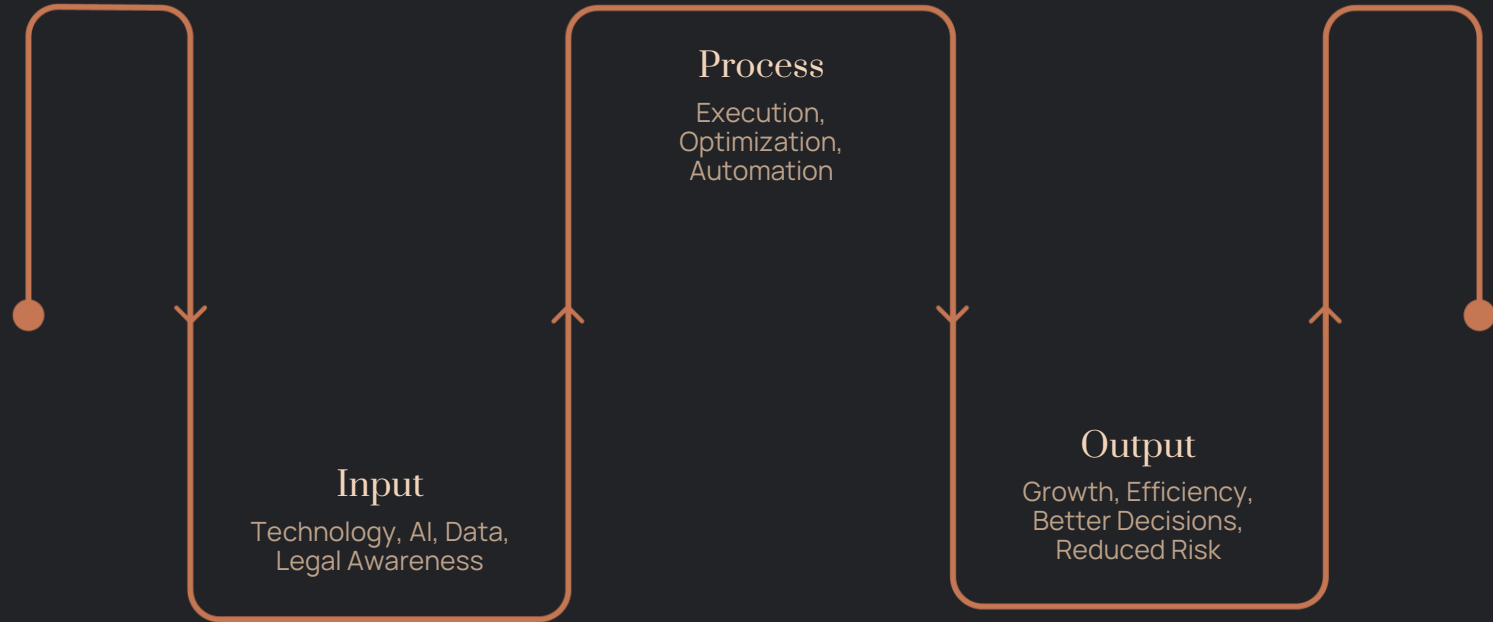 Input
Technology, AI, Data,
Legal Awareness
Process
Execution,
Optimization,
Automation
Output
Growth, Efficiency,
Better Decisions,
Reduced Risk